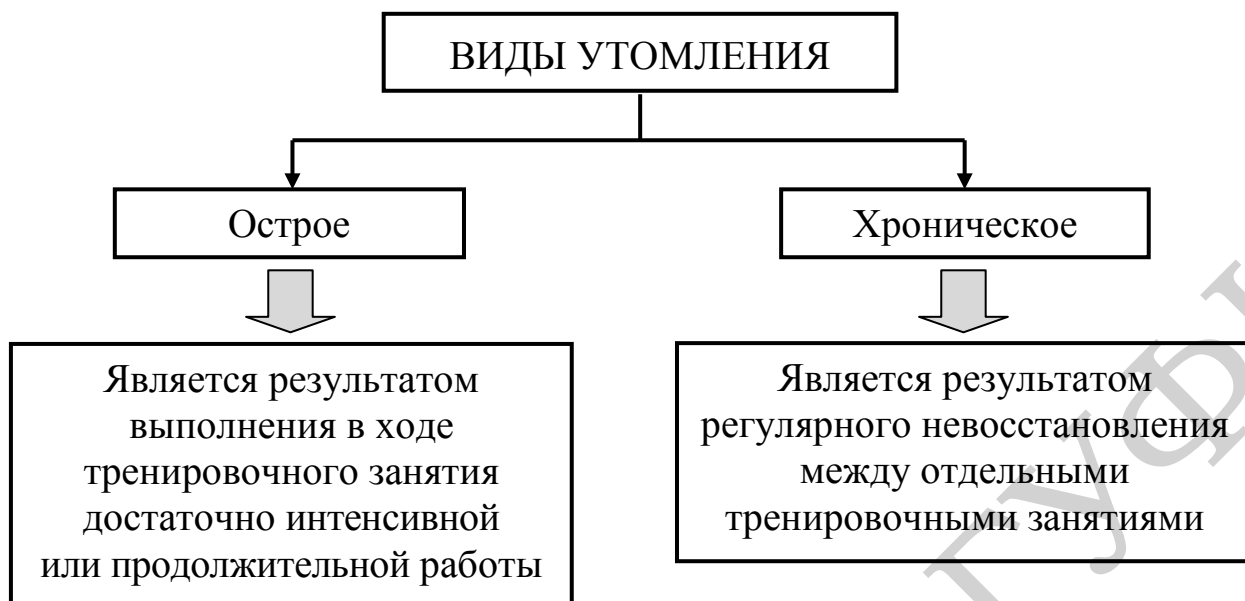 ВИДЫ УТОМЛЕНИЯ
Острое
Хроническое
Является результатом
выполнения в ходе
тренировочного занятия
достаточно интенсивной
или продолжительной работы
Является результатом
регулярного невосстановления
между отдельными
тренировочными занятиями
ГУФ